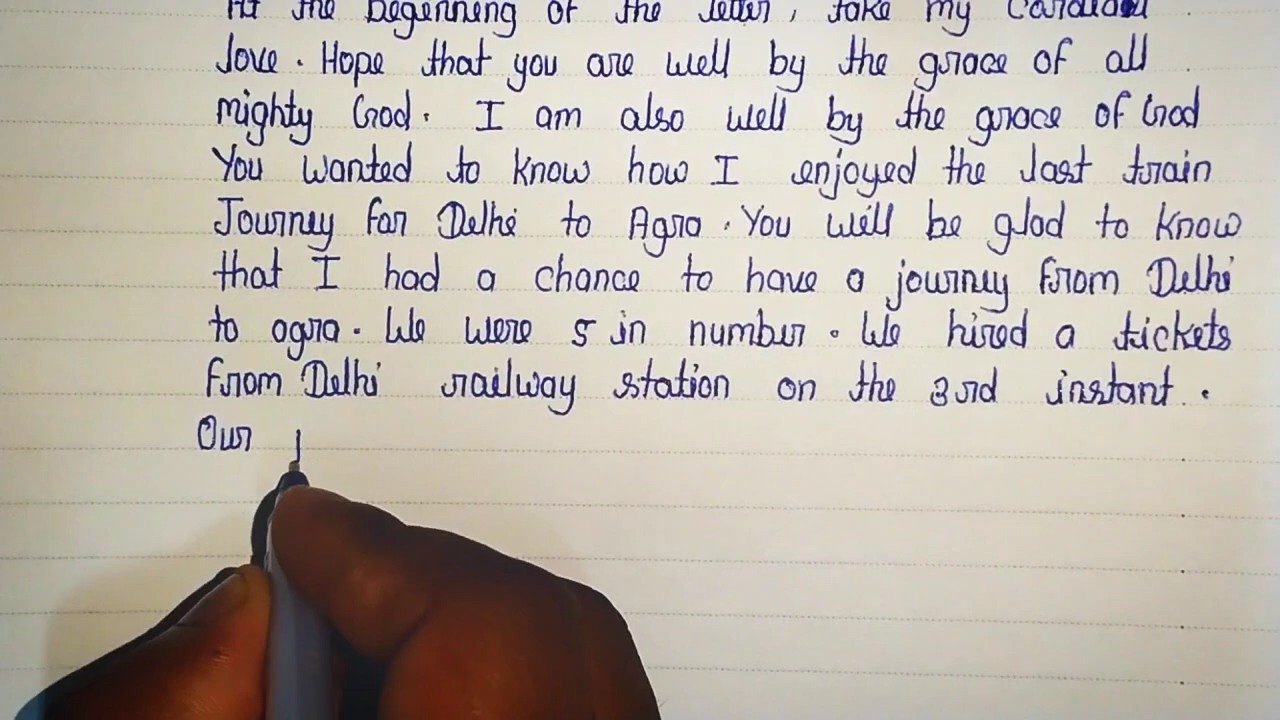 At the beginning of the letter, take my
love. Hope that you are well by the grace of all
mighty God. I am also well by the grace of God
You wanted to know how I enjoyed the last train
Journey for Delhi to Agra. You will be glad to know
that I had a chance to have a journey from Delhi
to agra. We were 5 in number. We hired a tickets
from Delhi railway station on the 3rd instant.
Our